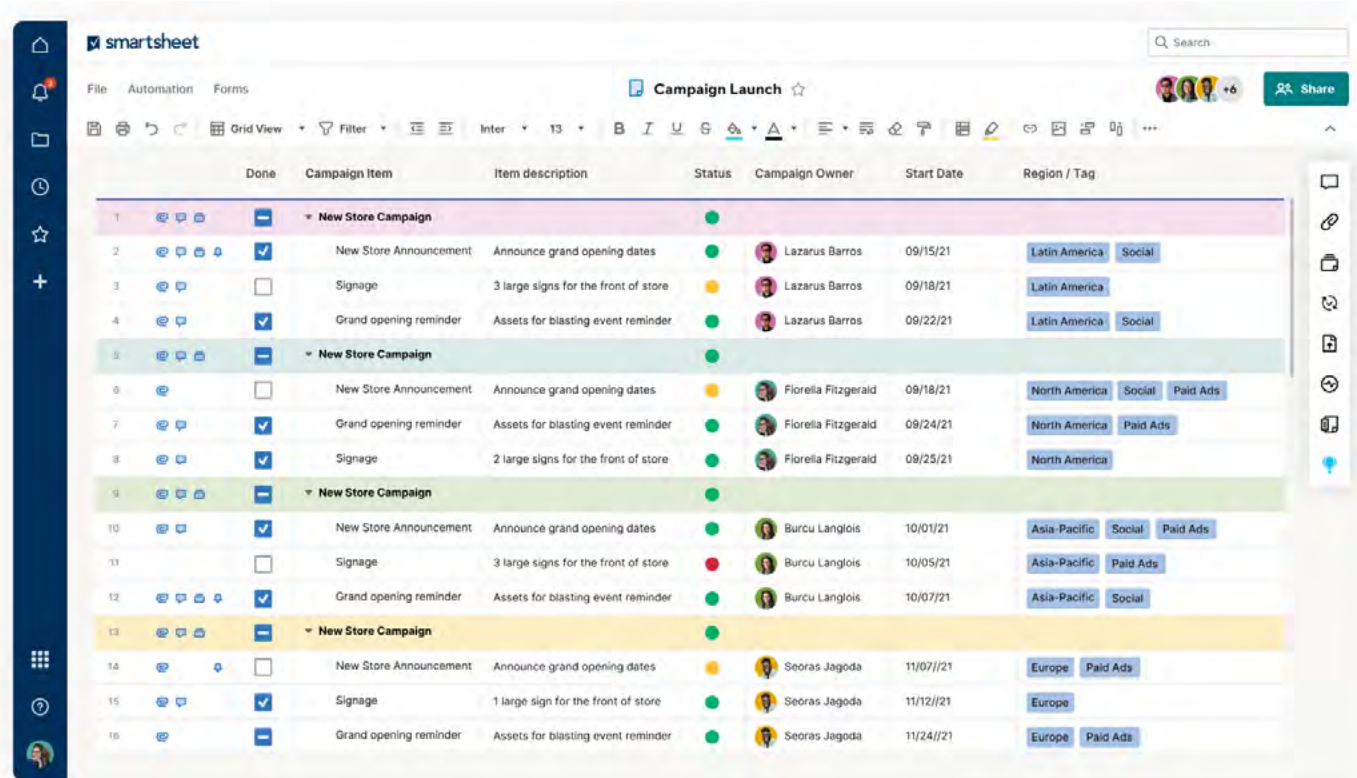 smartsheet
Search
3
File Automation Forms
Campaign Launch
+6
Share
Grid View Filter Inter 13 B I U S A
Done Campaign Item Item description Status Campaign Owner Start Date Region / Tag
1 New Store Campaign
2 New Store Announcement Announce grand opening dates Lazarus Barros 09/15/21 Latin America Social
3 Signage 3 large signs for the front of store Lazarus Barros 09/18/21 Latin America
4 Grand opening reminder Assets for blasting event reminder Lazarus Barros 09/22/21 Latin America Social
5 New Store Campaign
6 New Store Announcement Announce grand opening dates Fiorella Fitzgerald 09/18/21 North America Social Paid Ads
7 Grand opening reminder Assets for blasting event reminder Fiorella Fitzgerald 09/24/21 North America Paid Ads
8 Signage 2 large signs for the front of store Fiorella Fitzgerald 09/25/21 North America
9 New Store Campaign
10 New Store Announcement Announce grand opening dates Burcu Langlois 10/01/21 Asia-Pacific Social Paid Ads
11 Signage 3 large signs for the front of store Burcu Langlois 10/05/21 Asia-Pacific Paid Ads
12 Grand opening reminder Assets for blasting event reminder Burcu Langlois 10/07/21 Asia-Pacific Social
13 New Store Campaign
14 New Store Announcement Announce grand opening dates Seoras Jagoda 11/07//21 Europe Paid Ads
15 Signage 1 large sign for the front of store Seoras Jagoda 11/12//21 Europe
16 Grand opening reminder Assets for blasting event reminder Seoras Jagoda 11/24//21 Europe Paid Ads